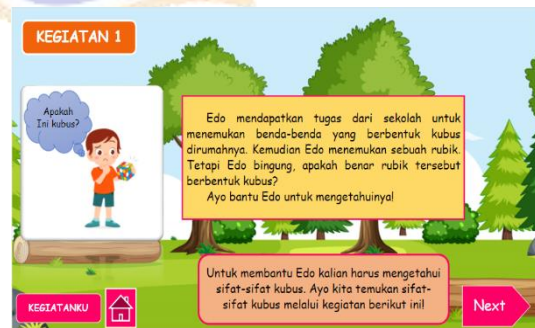 KEGIATAN 1
Apakah
Ini kubus?
Edo mendapatkan tugas dari sekolah untuk
menemukan benda-benda yang berbentuk kubus
dirumahnya. Kemudian Edo menemukan sebuah rubik.
Tetapi Edo bingung, apakah benar rubik tersebut
berbentuk kubus?
Ayo bantu Edo untuk mengetahuinya!
Untuk membantu Edo kalian harus mengetahui
sifat-sifat kubus. Ayo kita temukan sifat-
sifat kubus melalui kegiatan berikut ini!
KEGIATANKU
Next